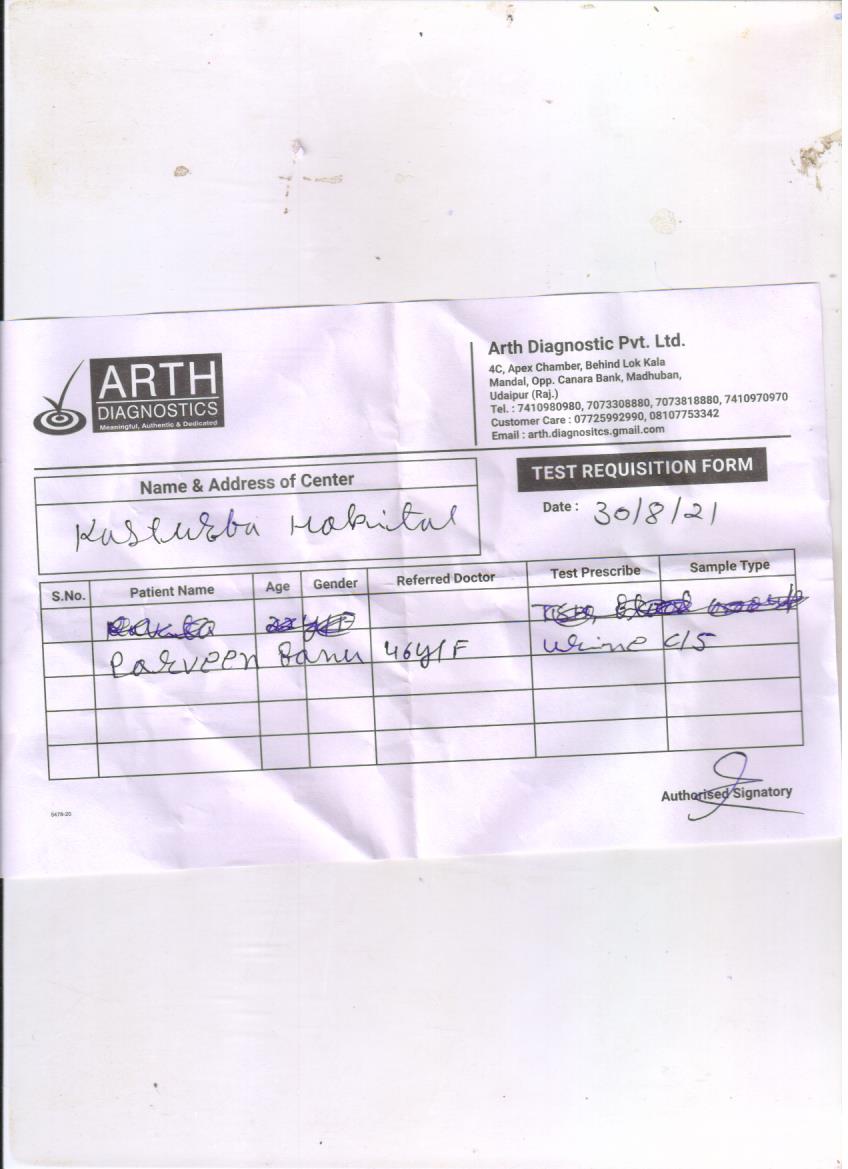 ARTH
DIAGNOSTICS
Meaningful, Authentic & Dedicated
Arth Diagnostic Pvt. Ltd.
4C, Apex Chamber, Behind Lok Kala
Mandal, Opp. Canara Bank, Madhuban,
Udaipur (Raj.)
Tel. : 7410980980, 7073308880, 7073818880, 7410970970
Customer Care : 07725992990, 08107753342
Email : arth.diagnositcs.gmail.com
TEST REQUISITION FORM
Name & Address of Center
Date : 30/8/21
Kasturba Hokital
S.No. Patient Name Age Gender Referred Doctor Test Prescribe Sample Type
Parveen Banu 46Y/F Urine C/S
Authorised Signatory
5478-20